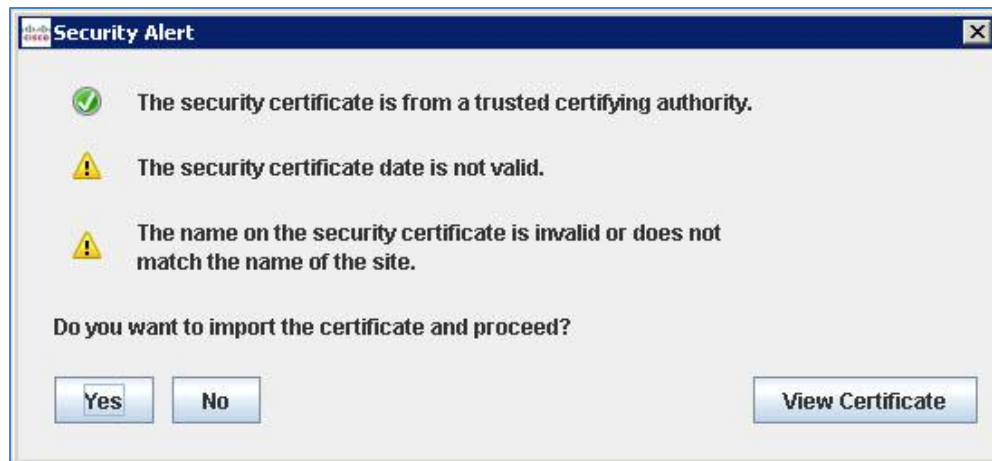 CISCO Security Alert
The security certificate is from a trusted certifying authority.
The security certificate date is not valid.
The name on the security certificate is invalid or does not
match the name of the site.
Do you want to import the certificate and proceed?
Yes No View Certificate